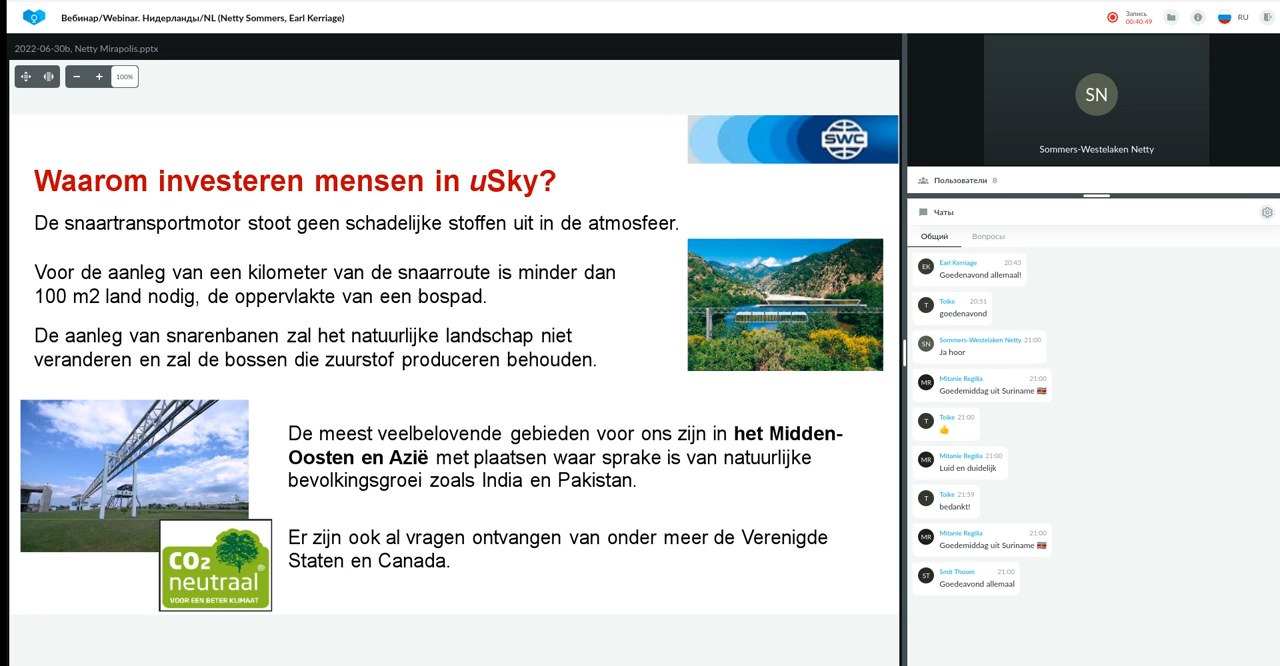 Вебинар/Webinar. Нидерланды/NL (Netty Sommers, Earl Kerriage)
Запись
00:40:49
RU
2022-06-30b, Netty Mirapolis.pptx
100%
SWC
Waarom investeren mensen in uSky?
De snaartransportmotor stoot geen schadelijke stoffen uit in de atmosfeer.
Voor de aanleg van een kilometer van de snaarroute is minder dan
100 m2 land nodig, de oppervlakte van een bospad.
De aanleg van snarenbanen zal het natuurlijke landschap niet
veranderen en zal de bossen die zuurstof produceren behouden.
De meest veelbelovende gebieden voor ons zijn in het Midden-
Oosten en Azië met plaatsen waar sprake is van natuurlijke
bevolkingsgroei zoals India en Pakistan.
Er zijn ook al vragen ontvangen van onder meer de Verenigde
Staten en Canada.
CO2
neutraal®
VOOR EEN BETER KLIMAAT
SN
Sommers-Westelaken Netty
Пользователи 8
Чаты
Общий Вопросы
EK Earl Kerriage 20:43
Goedenavond allemaal!
T Toike 20:51
goedenavond
SN Sommers-Westelaken Netty 21:00
Ja hoor
MR Mitanie Regilia 21:00
Goedemiddag uit Suriname 🇸🇷
T Toike 21:00
👍
MR Mitanie Regilia 21:00
Luid en duidelijk
T Toike 21:59
bedankt!
MR Mitanie Regilia 21:00
Goedemiddag uit Suriname 🇸🇷
ST Smit Thoom 21:00
Goedeavond allemaal